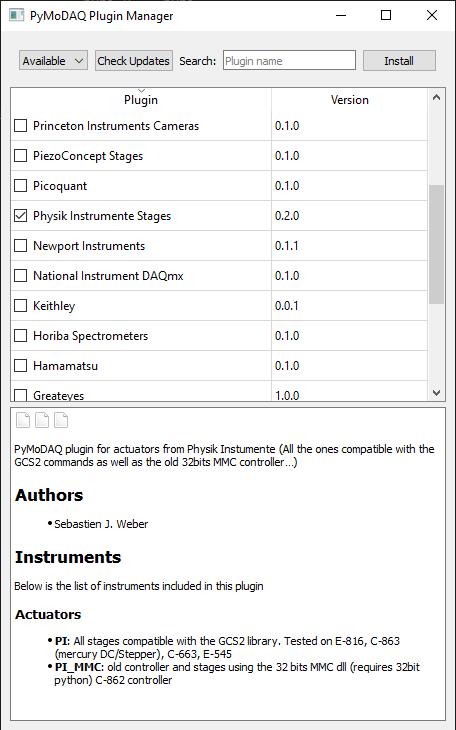 PyMoDAQ Plugin Manager
Available Check Updates Search: Plugin name Install
Plugin Version
Princeton Instruments Cameras 0.1.0
PiezoConcept Stages 0.1.0
Picoquant 0.1.0
Physik Instrumente Stages 0.2.0
Newport Instruments 0.1.1
National Instrument DAQmx 0.1.0
Keithley 0.0.1
Horiba Spectrometers 0.1.0
Hamamatsu 0.1.0
Greateyes 1.0.0
PyMoDAQ plugin for actuators from Physik Instumente (All the ones compatible with the
GCS2 commands as well as the old 32bits MMC controller...)
Authors
• Sebastien J. Weber
Instruments
Below is the list of instruments included in this plugin
Actuators
• PI: All stages compatible with the GCS2 library. Tested on E-816, C-863
(mercury DC/Stepper), C-663, E-545
• PI_MMC: old controller and stages using the 32 bits MMC dll (requires 32bit
python) C-862 controller